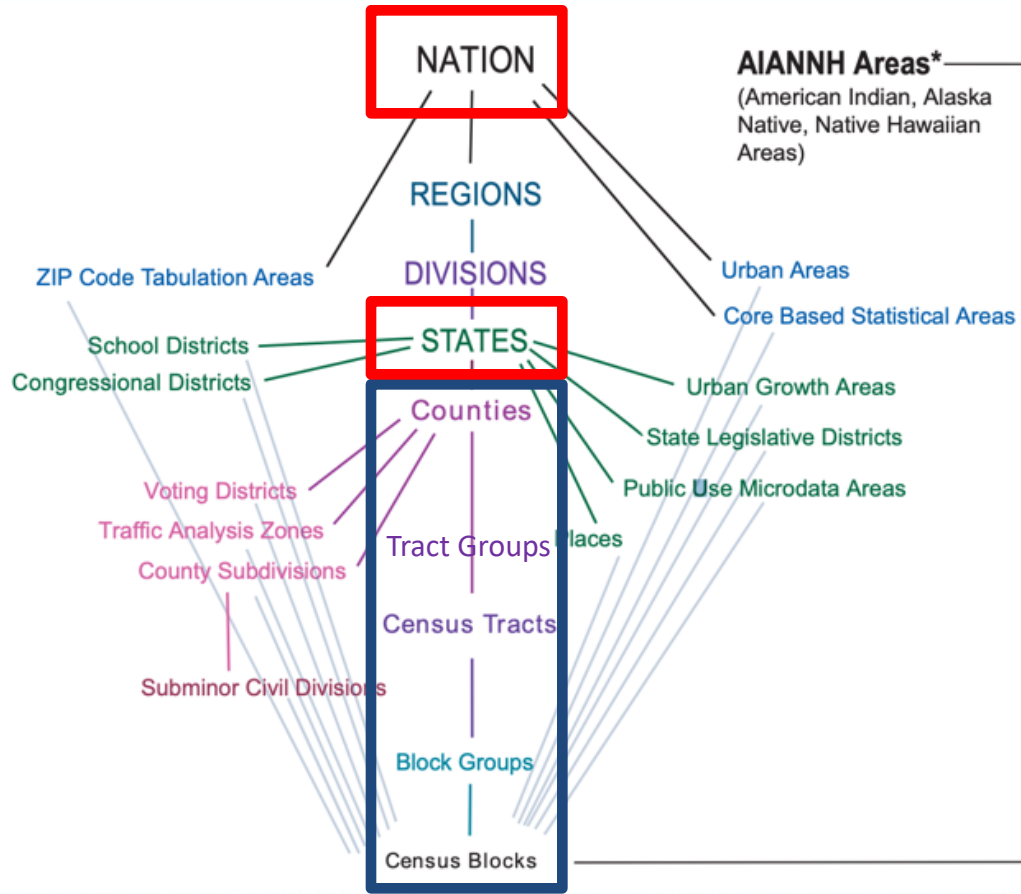 NATION
AIANNH Areas*
(American Indian, Alaska
Native, Native Hawaiian
Areas)
REGIONS
ZIP Code Tabulation Areas
DIVISIONS
Urban Areas
Core Based Statistical Areas
School Districts
STATES
Congressional Districts
Urban Growth Areas
Counties
State Legislative Districts
Voting Districts
Public Use Microdata Areas
Traffic Analysis Zones
Tract Groups
Places
County Subdivisions
Census Tracts
Subminor Civil Divisions
Block Groups
Census Blocks